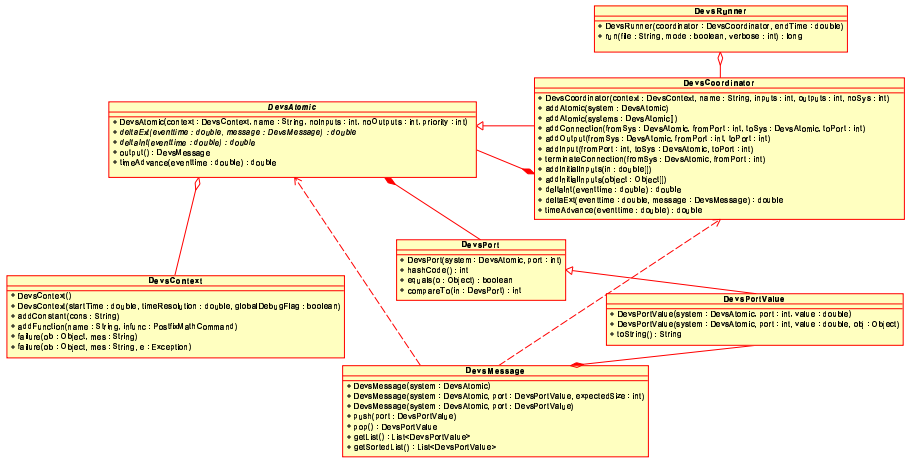 DevsRunner
DevsRunner(coordinator : DevsCoordinator, endTime : double)
run(file : String, mode : boolean, verbose : int) : long
DevsCoordinator
DevsCoordinator(context : DevsContext, name : String, inputs : int, outputs : int, noSys : int)
addAtomic(system : DevsAtomic)
addAtomic(systems : DevsAtomic[])
addConnection(fromSys : DevsAtomic, fromPort : int, toSys : DevsAtomic, toPort : int)
addOutput(fromSys : DevsAtomic, fromPort : int, toPort : int)
addInput(fromPort : int, toSys : DevsAtomic, toPort : int)
terminateConnection(fromSys : DevsAtomic, fromPort : int)
addInitialInputs(in : double[])
addInitialInputs(object : Object[])
deltaInt(eventtime : double) : double
deltaExt(eventtime : double, message : DevsMessage) : double
timeAdvance(eventtime : double) : double
DevsAtomic
DevsAtomic(context : DevsContext, name : String, noInputs : int, noOutputs : int, priority : int)
deltaExt(eventtime : double, message : DevsMessage) : double
deltaInt(eventtime : double) : double
output() : DevsMessage
timeAdvance(eventtime : double) : double
DevsPort
DevsPort(system : DevsAtomic, port : int)
hashCode() : int
equals(o : Object) : boolean
compareTo(in : DevsPort) : int
DevsContext
DevsContext()
DevsContext(startTime : double, timeResolution : double, globalDebugFlag : boolean)
addConstant(cons : String)
addFunction(name : String, infunc : PostfixMathCommand)
failure(ob : Object, mes : String)
failure(ob : Object, mes : String, e : Exception)
DevsPortValue
DevsPortValue(system : DevsAtomic, port : int, value : double)
DevsPortValue(system : DevsAtomic, port : int, value : double, obj : Object)
toString() : String
DevsMessage
DevsMessage(system : DevsAtomic)
DevsMessage(system : DevsAtomic, port : DevsPortValue, expectedSize : int)
DevsMessage(system : DevsAtomic, port : DevsPortValue)
push(port : DevsPortValue)
pop() : DevsPortValue
getList() : List<DevsPortValue>
getSortedList() : List<DevsPortValue>